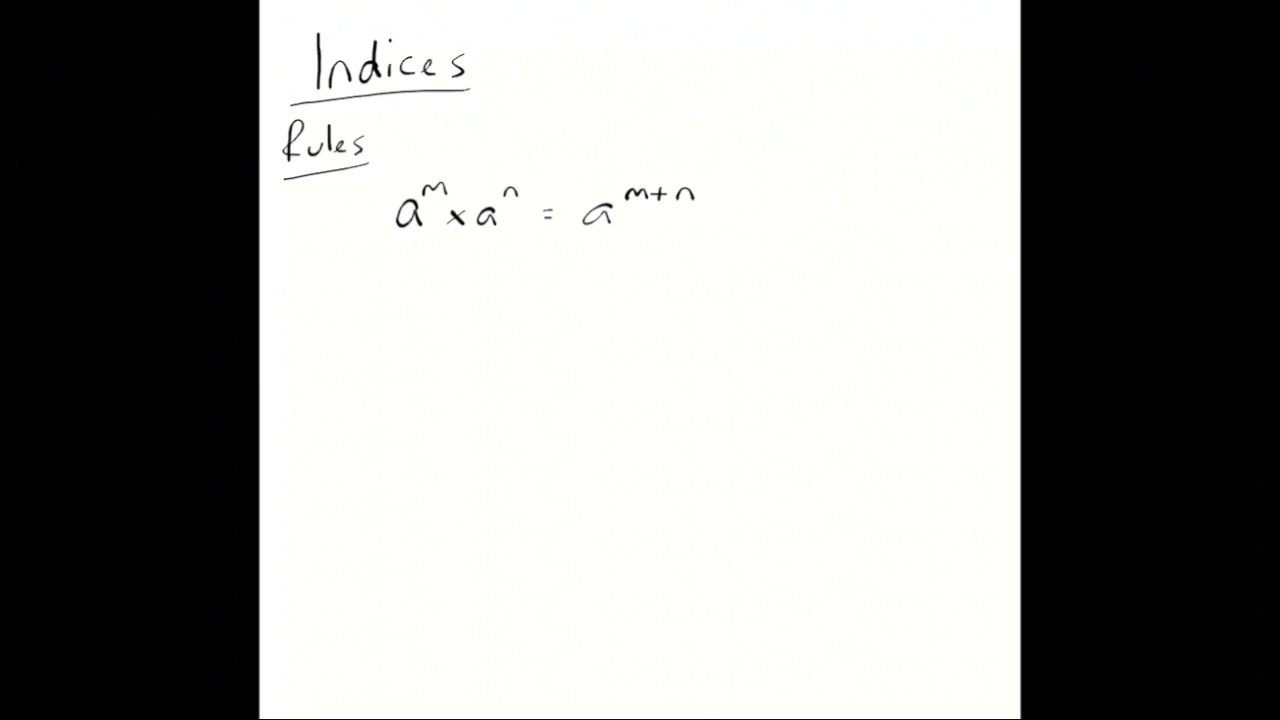 Indices
Rules
a^m × a^n = a^{m+n}